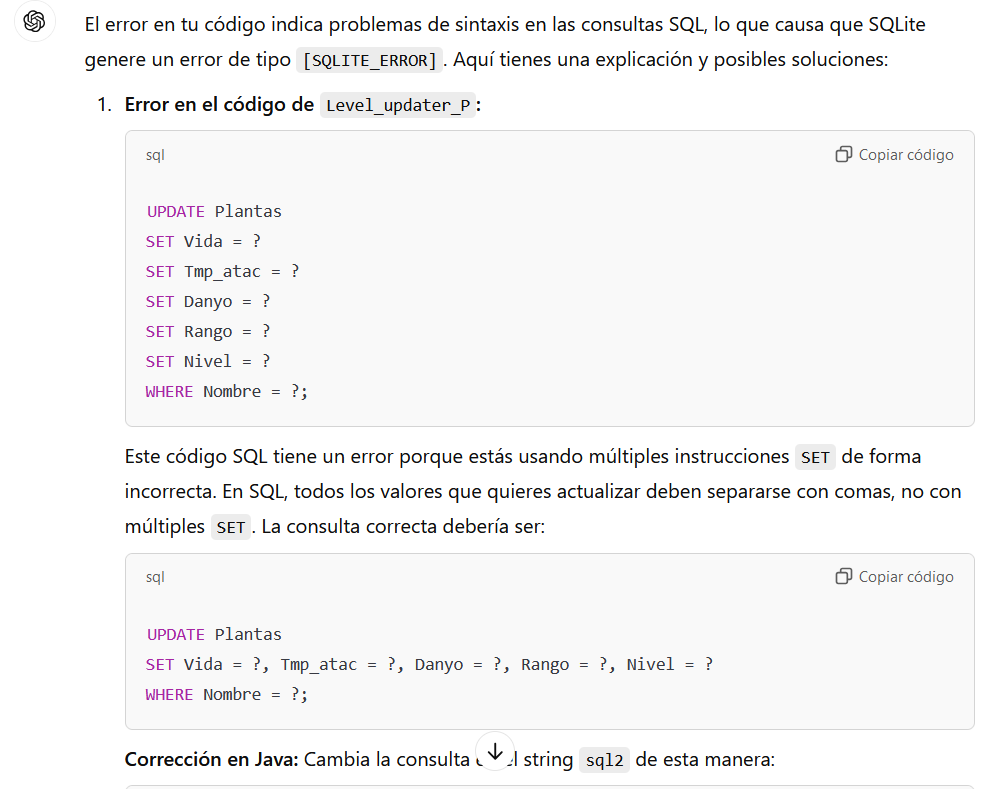 El error en tu código indica problemas de sintaxis en las consultas SQL, lo que causa que SQLite
genere un error de tipo [SQLITE_ERROR]. Aquí tienes una explicación y posibles soluciones:
1. Error en el código de Level_updater_P:
sql
Copiar código
UPDATE Plantas
SET Vida = ?
SET Tmp_atac = ?
SET Danyo = ?
SET Rango = ?
SET Nivel = ?
WHERE Nombre = ?;
Este código SQL tiene un error porque estás usando múltiples instrucciones SET de forma
incorrecta. En SQL, todos los valores que quieres actualizar deben separarse con comas, no con
múltiples SET. La consulta correcta debería ser:
sql
Copiar código
UPDATE Plantas
SET Vida = ?, Tmp_atac = ?, Danyo = ?, Rango = ?, Nivel = ?
WHERE Nombre = ?;
Corrección en Java: Cambia la consulta string sql2 de esta manera: